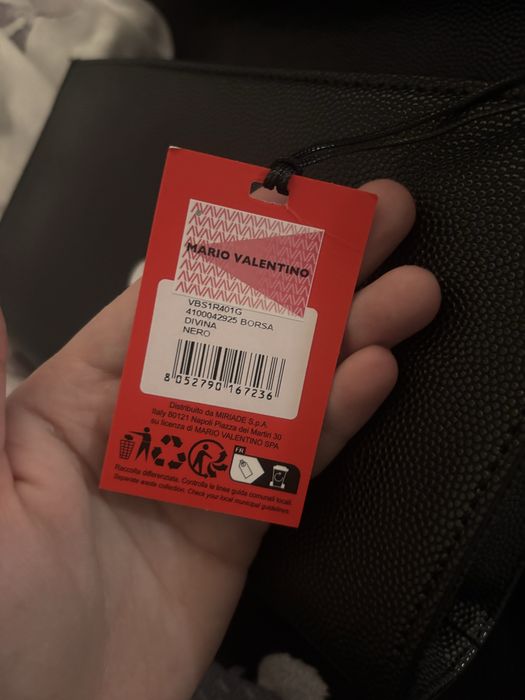 MARIO VALENTINO
VBS1R401G
4100042925 BORSA
DIVINA
NERO
8 052790 167236
Distribuito da MIRIADE S.p.A.
Italy 80121 Napoli Piazza dei Martiri 30
su licenza di MARIO VALENTINO SPA
FR
Raccolta differenziata. Controlla le linee guida comunali locali.
Separate waste collection. Check your local municipal guidelines.